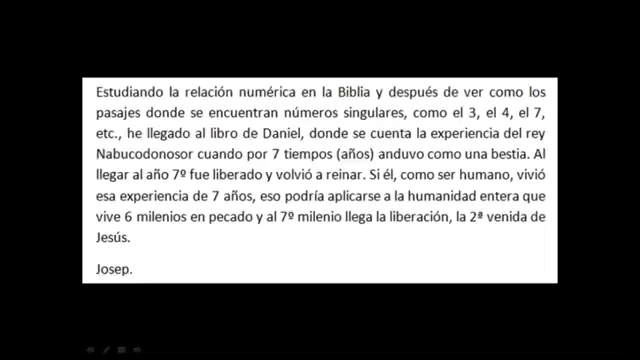 Estudiando la relación numérica en la Biblia y después de ver como los
pasajes donde se encuentran números singulares, como el 3, el 4, el 7,
etc., he llegado al libro de Daniel, donde se cuenta la experiencia del rey
Nabucodonosor cuando por 7 tiempos (años) anduvo como una bestia. Al
llegar al año 7º fue liberado y volvió a reinar. Si él, como ser humano, vivió
esa experiencia de 7 años, eso podría aplicarse a la humanidad entera que
vive 6 milenios en pecado y al 7º milenio llega la liberación, la 2ª venida de
Jesús.
Josep.